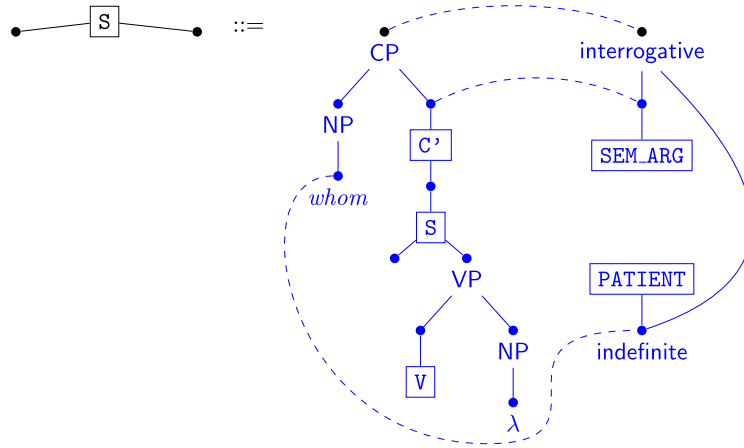 S ::=
CP interrogative
NP C' SEM_ARG
whom
S
PATIENT
VP
NP indefinite
V
λ